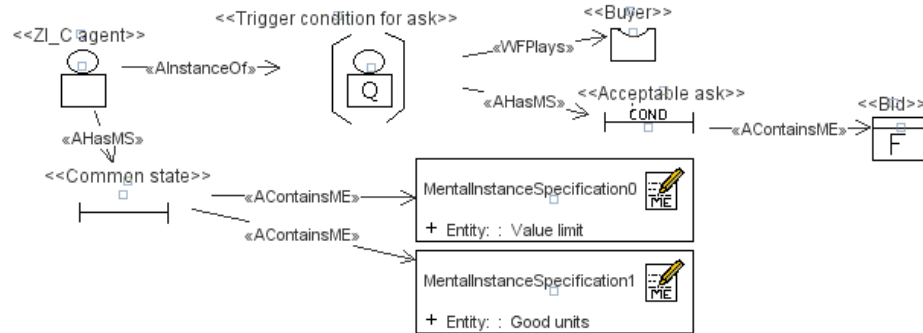 <<Trigger condition for ask>>
<<Buyer>>
<<ZI_C agent>>
«WFPlays»
«AInstanceOf»
Q
«AHasMS»
<<Acceptable ask>>
COND
<<Bid>>
«AContainsME»
F
«AHasMS»
<<Common state>>
«AContainsME»
MentalInstanceSpecification0
ME
+ Entity: : Value limit
«AContainsME»
MentalInstanceSpecification1
ME
+ Entity: : Good units